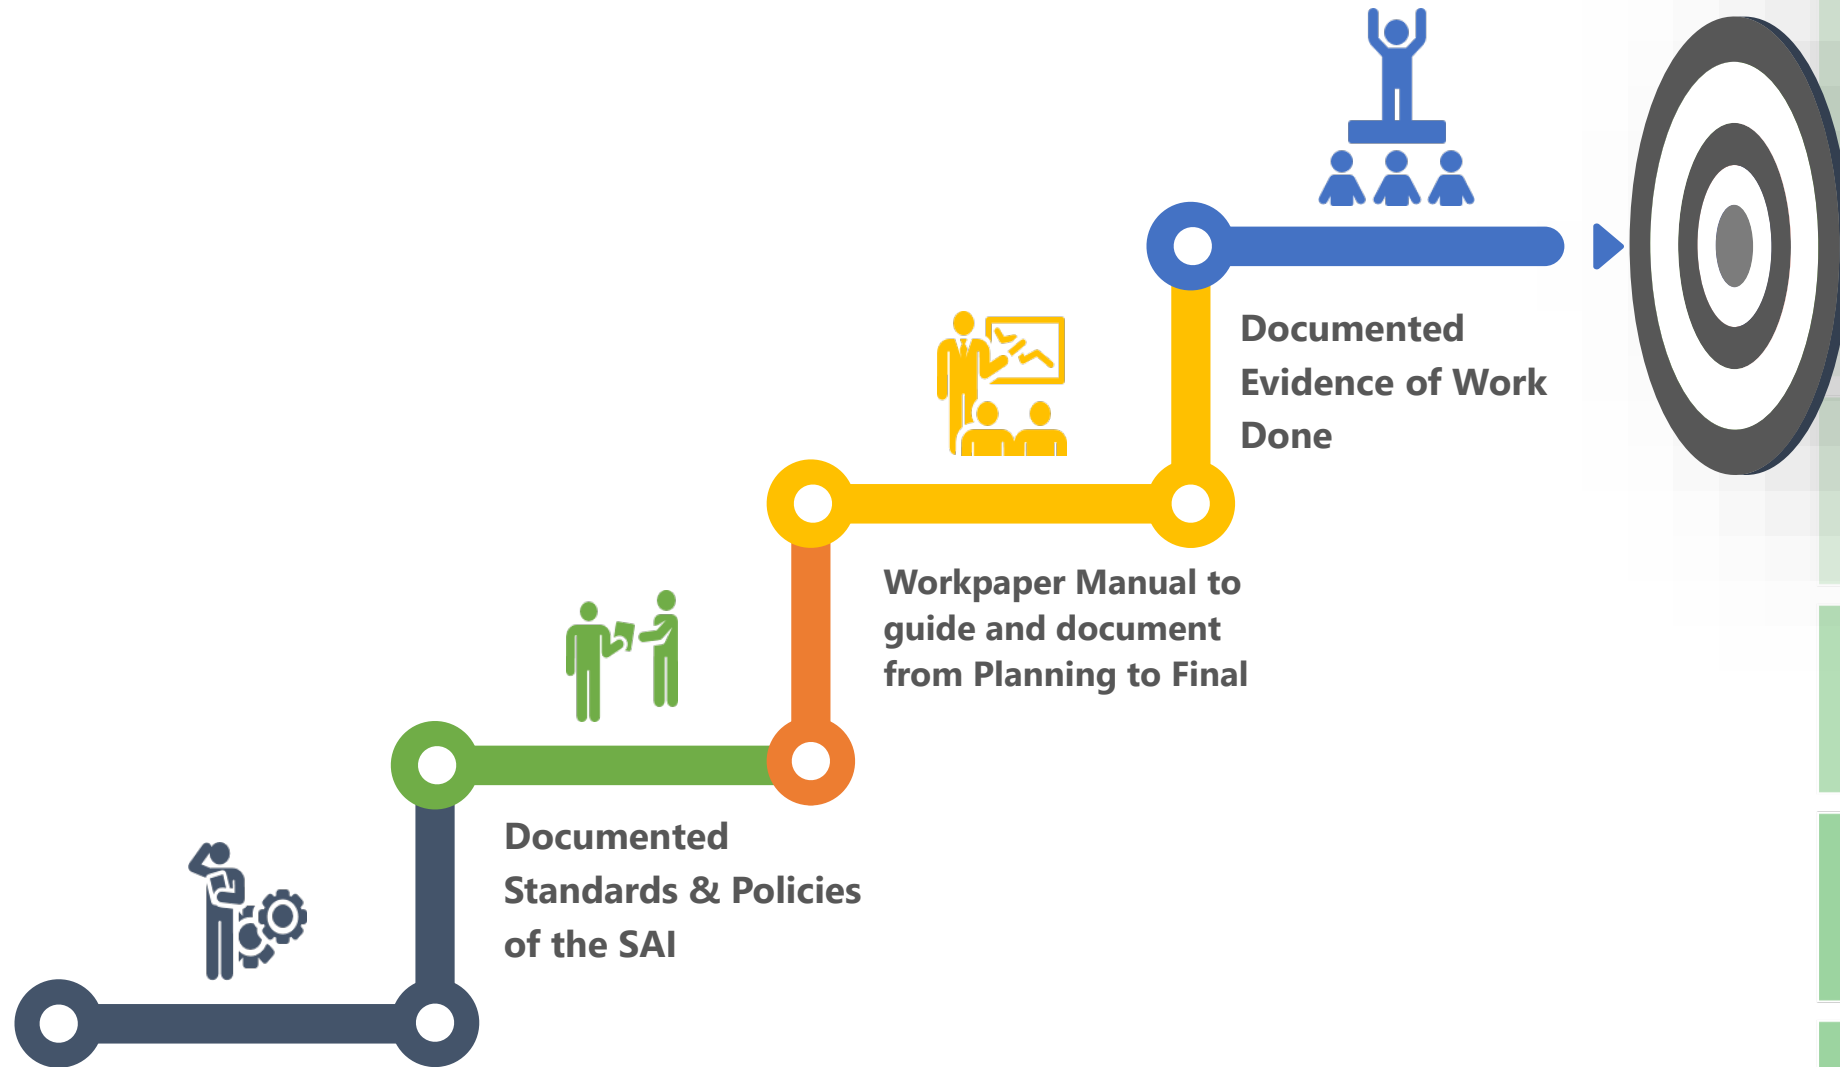 Documented
Evidence of Work
Done
Workpaper Manual to
guide and document
from Planning to Final
Documented
Standards & Policies
of the SAI